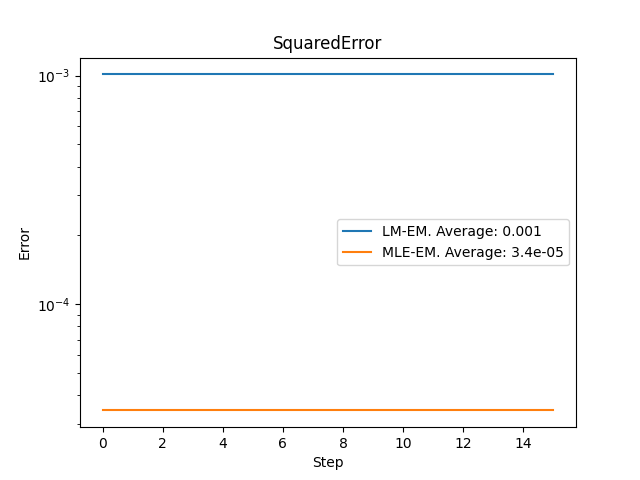 SquaredError
Error
10⁻³
10⁻⁴
LM-EM. Average: 0.001
MLE-EM. Average: 3.4e-05
0 2 4 6 8 10 12 14
Step